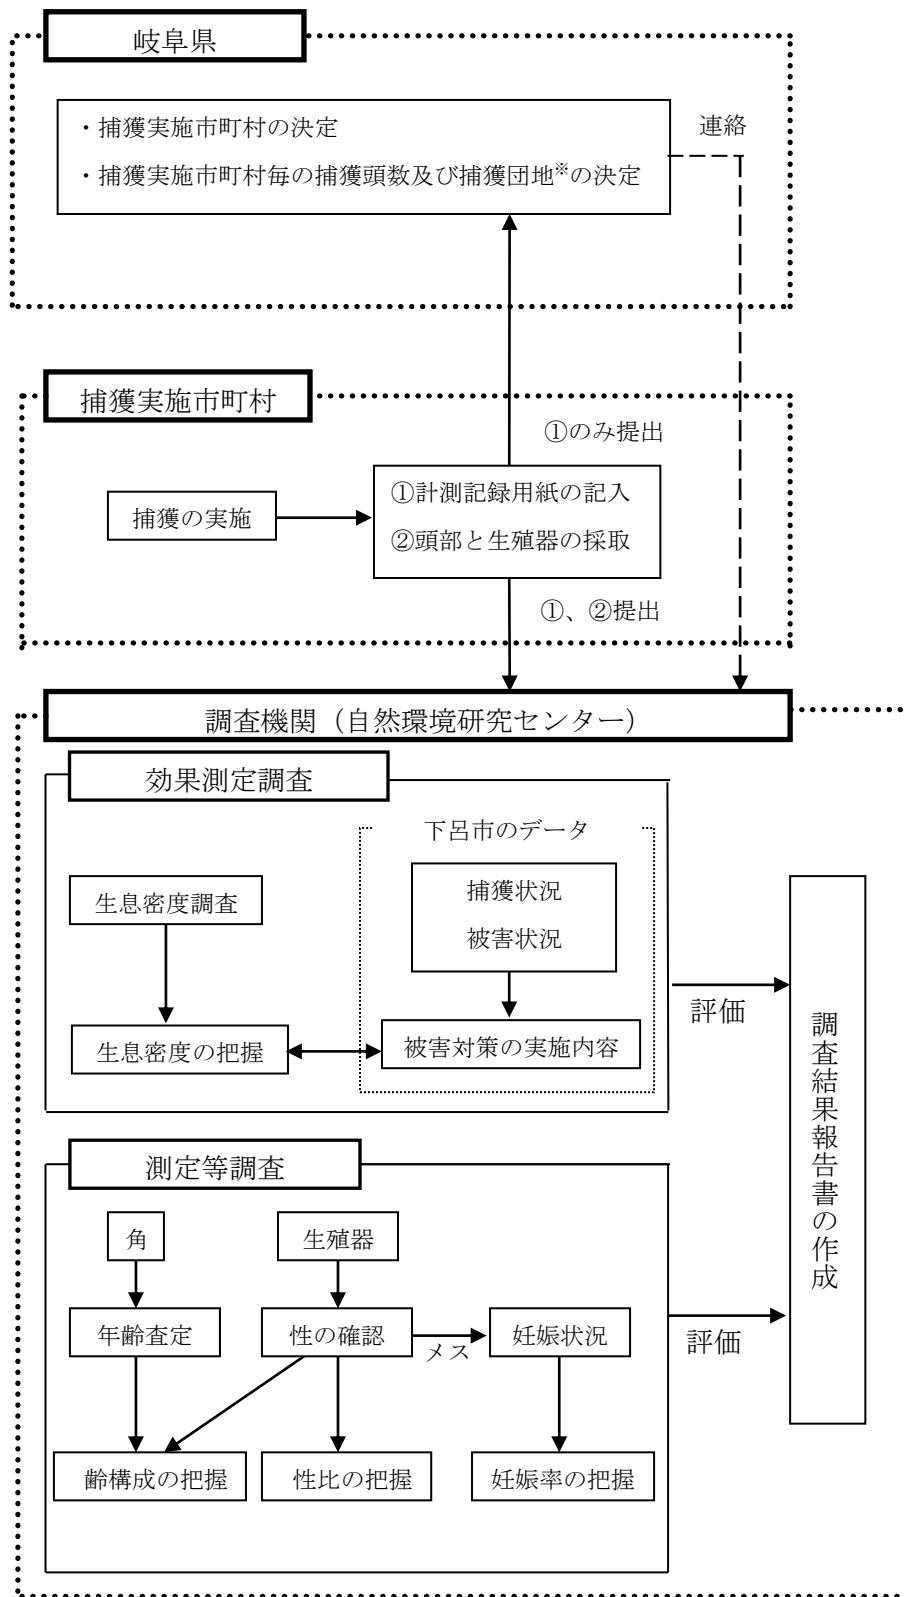 岐阜県
・捕獲実施市町村の決定
・捕獲実施市町村毎の捕獲頭数及び捕獲団地※の決定
連絡
捕獲実施市町村
①のみ提出
捕獲の実施
①計測記録用紙の記入
②頭部と生殖器の採取
①、②提出
調査機関（自然環境研究センター）
効果測定調査
下呂市のデータ
生息密度調査
捕獲状況
被害状況
生息密度の把握
被害対策の実施内容
評価
調査結果報告書の作成
測定等調査
角
生殖器
年齢査定
性の確認
メス
妊娠状況
評価
齢構成の把握
性比の把握
妊娠率の把握